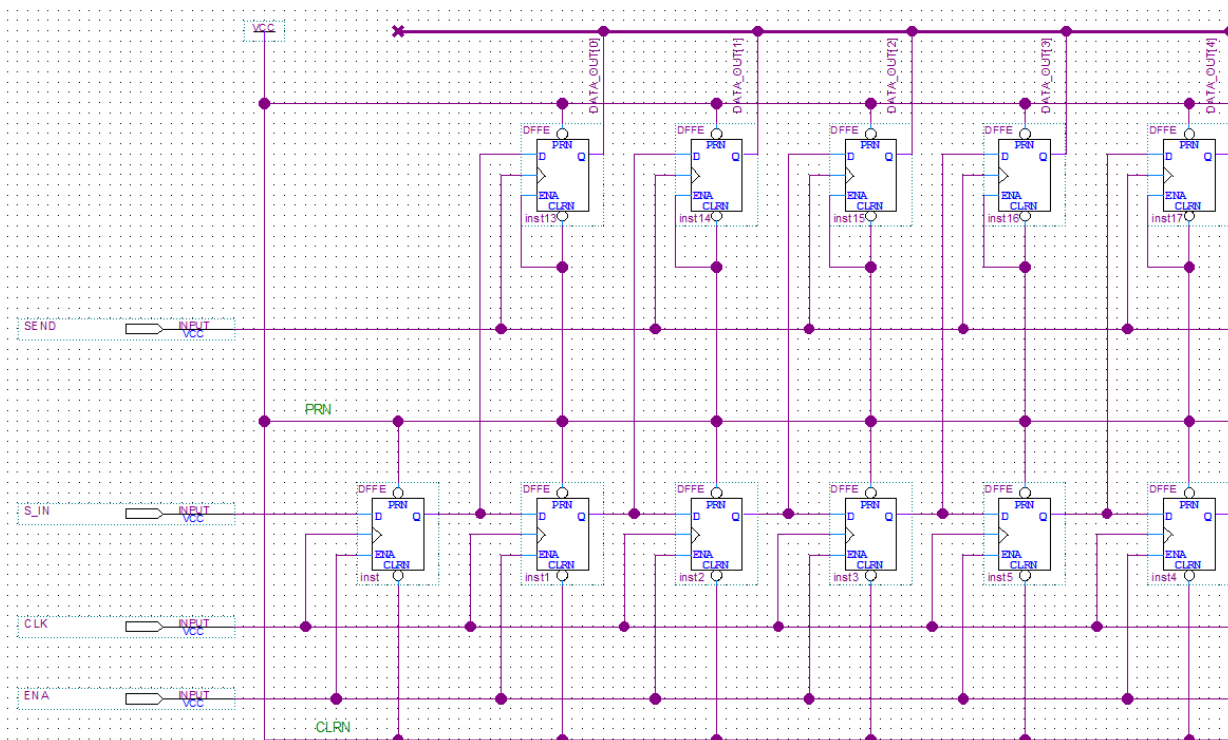 VCC
DATA_OUT[0]
DATA_OUT[1]
DATA_OUT[2]
DATA_OUT[3]
DATA_OUT[4]
DFFE DFFE DFFE DFFE DFFE
PRN PRN PRN PRN PRN
D Q D Q D Q D Q D Q
ENA ENA ENA ENA ENA
CLRN CLRN CLRN CLRN CLRN
inst13 inst14 inst15 inst16 inst17
SEND INPUT
VCC
PRN
DFFE DFFE DFFE DFFE DFFE DFFE
PRN PRN PRN PRN PRN PRN
S_IN INPUT
VCC
D Q D Q D Q D Q D Q D Q
ENA ENA ENA ENA ENA ENA
CLRN CLRN CLRN CLRN CLRN CLRN
inst inst1 inst2 inst3 inst5 inst4
CLK INPUT
VCC
ENA INPUT
VCC
CLRN